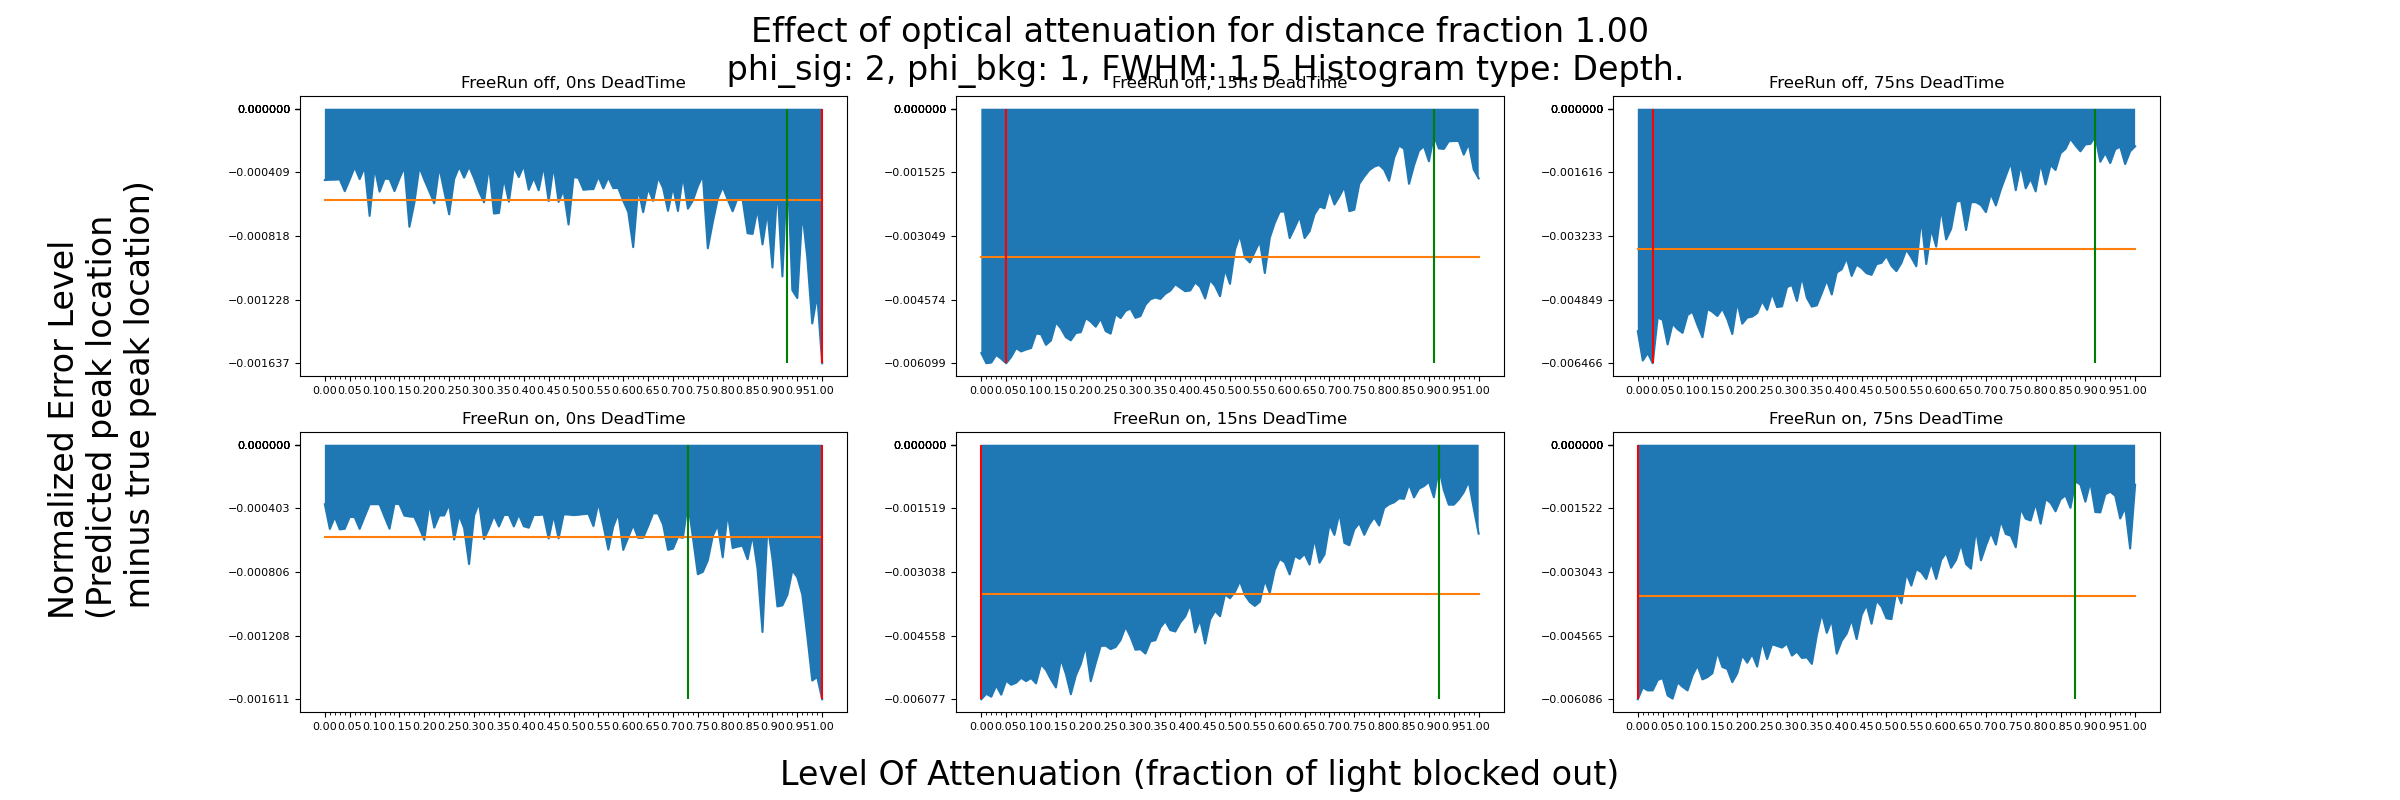 Effect of optical attenuation for distance fraction 1.00
phi_sig: 2, phi_bkg: 1, FWHM: 1.5 Histogram type: Depth.
Normalized Error Level
(Predicted peak location
minus true peak location)
FreeRun off, 0ns DeadTime
0.000000
−0.000409
−0.000818
−0.001228
−0.001637
0.00 0.05 0.10 0.15 0.20 0.25 0.30 0.35 0.40 0.45 0.50 0.55 0.60 0.65 0.70 0.75 0.80 0.85 0.90 0.95 1.00
FreeRun off, 15ns DeadTime
0.000000
−0.001525
−0.003049
−0.004574
−0.006099
0.00 0.05 0.10 0.15 0.20 0.25 0.30 0.35 0.40 0.45 0.50 0.55 0.60 0.65 0.70 0.75 0.80 0.85 0.90 0.95 1.00
FreeRun off, 75ns DeadTime
0.000000
−0.001616
−0.003233
−0.004849
−0.006466
0.00 0.05 0.10 0.15 0.20 0.25 0.30 0.35 0.40 0.45 0.50 0.55 0.60 0.65 0.70 0.75 0.80 0.85 0.90 0.95 1.00
FreeRun on, 0ns DeadTime
0.000000
−0.000403
−0.000806
−0.001208
−0.001611
0.00 0.05 0.10 0.15 0.20 0.25 0.30 0.35 0.40 0.45 0.50 0.55 0.60 0.65 0.70 0.75 0.80 0.85 0.90 0.95 1.00
FreeRun on, 15ns DeadTime
0.000000
−0.001519
−0.003038
−0.004558
−0.006077
0.00 0.05 0.10 0.15 0.20 0.25 0.30 0.35 0.40 0.45 0.50 0.55 0.60 0.65 0.70 0.75 0.80 0.85 0.90 0.95 1.00
FreeRun on, 75ns DeadTime
0.000000
−0.001522
−0.003043
−0.004565
−0.006086
0.00 0.05 0.10 0.15 0.20 0.25 0.30 0.35 0.40 0.45 0.50 0.55 0.60 0.65 0.70 0.75 0.80 0.85 0.90 0.95 1.00
Level Of Attenuation (fraction of light blocked out)